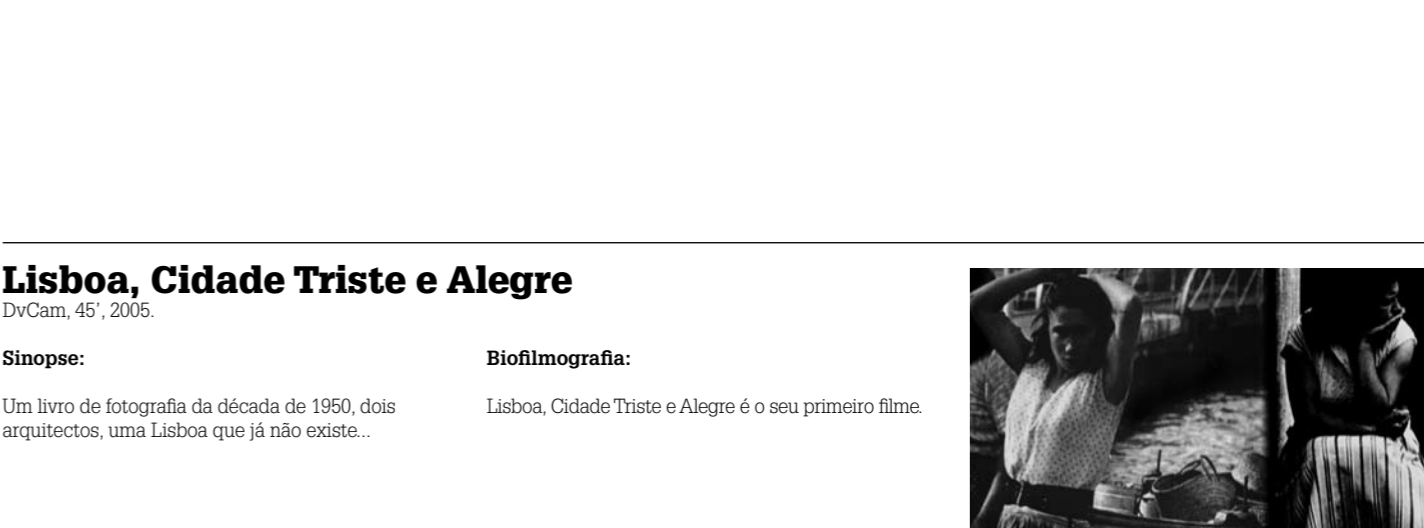 Lisboa, Cidade Triste e Alegre
DvCam, 45’, 2005.
Sinopse:
Um livro de fotografia da década de 1950, dois
arquitectos, uma Lisboa que já não existe...
Biofilmografia:
Lisboa, Cidade Triste e Alegre é o seu primeiro filme.